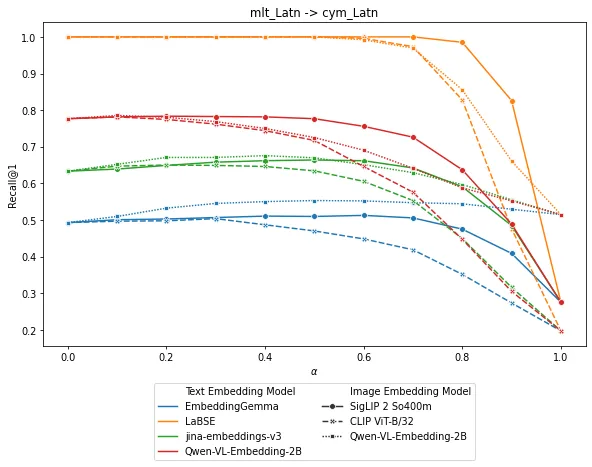 mlt_Latn -> cym_Latn
Recall@1
1.0
0.9
0.8
0.7
0.6
0.5
0.4
0.3
0.2
0.0 0.2 0.4 0.6 0.8 1.0
α
Text Embedding Model
EmbeddingGemma
LaBSE
jina-embeddings-v3
Qwen-VL-Embedding-2B
Image Embedding Model
SigLIP 2 So400m
CLIP ViT-B/32
Qwen-VL-Embedding-2B